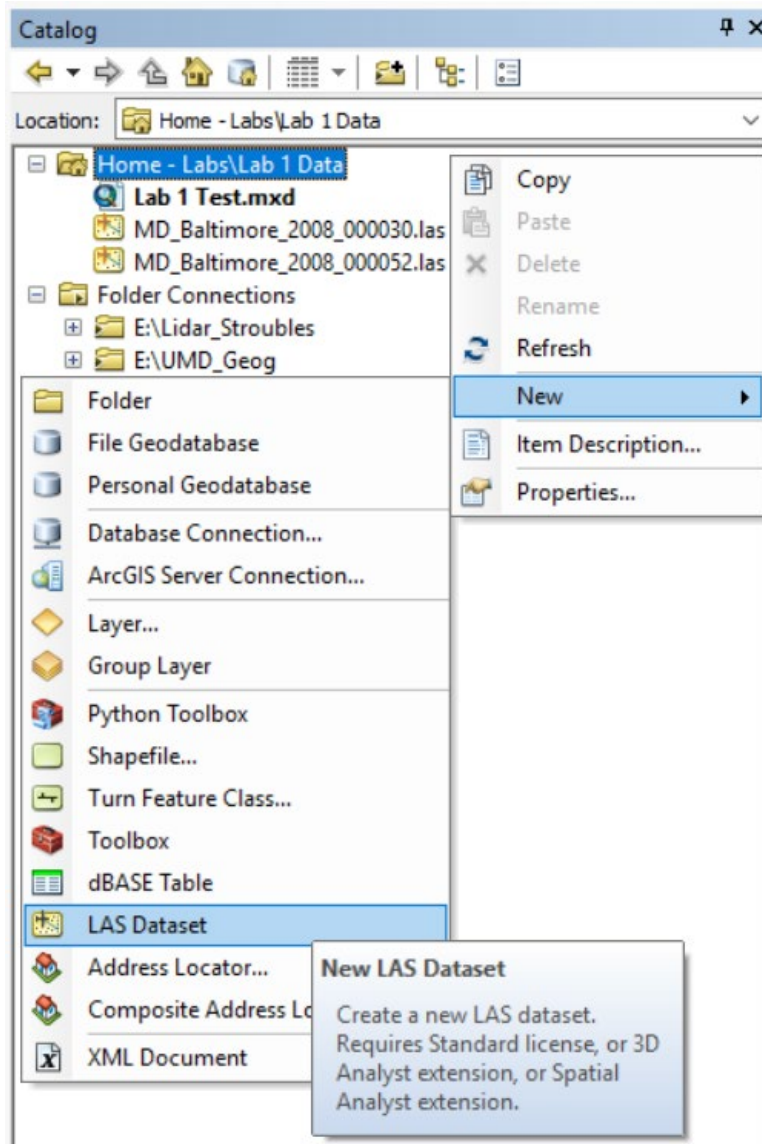 Catalog
Location: Home - Labs\Lab 1 Data
Home - Labs\Lab 1 Data
Lab 1 Test.mxd
MD_Baltimore_2008_000030.las
MD_Baltimore_2008_000052.las
Folder Connections
E:\Lidar_Stroubles
E:\UMD_Geog
Copy
Paste
Delete
Rename
Refresh
New
Item Description...
Properties...
Folder
File Geodatabase
Personal Geodatabase
Database Connection...
ArcGIS Server Connection...
Layer...
Group Layer
Python Toolbox
Shapefile...
Turn Feature Class...
Toolbox
dBASE Table
LAS Dataset
Address Locator...
Composite Address Lo
XML Document
New LAS Dataset
Create a new LAS dataset.
Requires Standard license, or 3D
Analyst extension, or Spatial
Analyst extension.